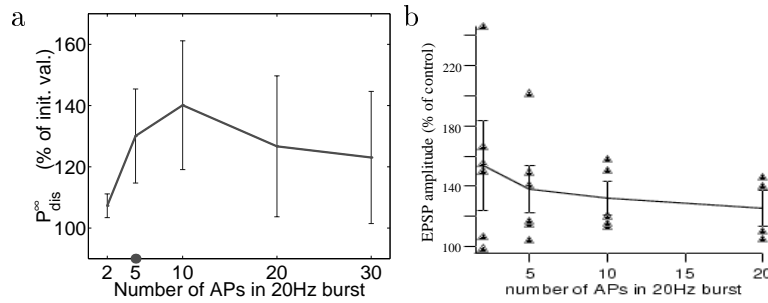 a
P∞dis (% of init. val.)
160
140
120
100
2 5 10 20 30
Number of APs in 20Hz burst
b
EPSP amplitude (% of control)
220
180
140
100
5 10 15 20
number of APs in 20Hz burst